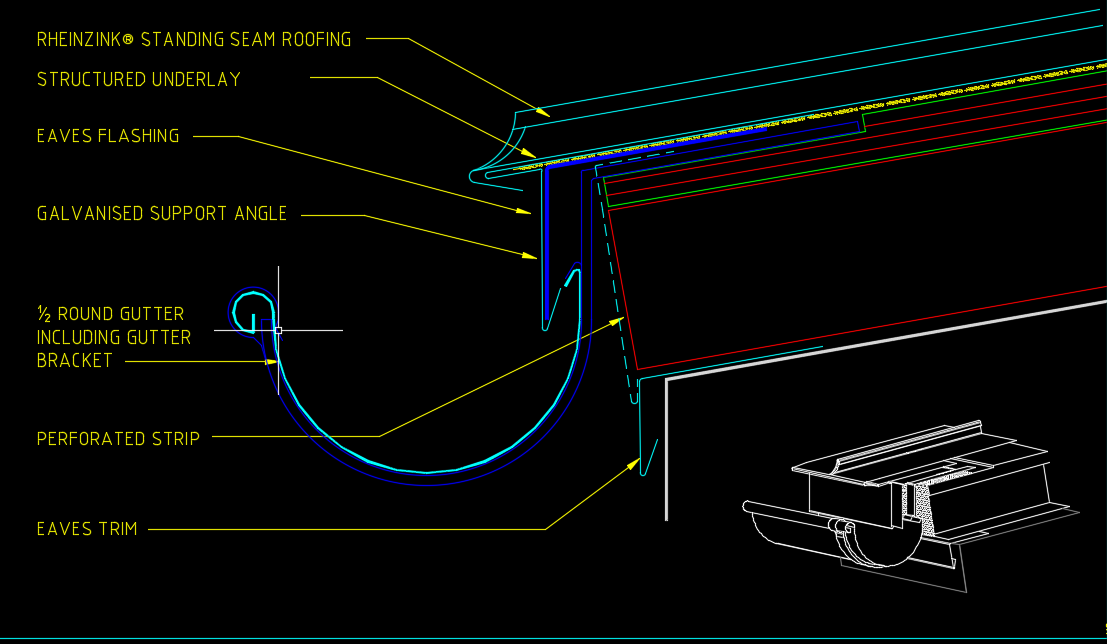 RHEINZINK® STANDING SEAM ROOFING
STRUCTURED UNDERLAY
EAVES FLASHING
GALVANISED SUPPORT ANGLE
½ ROUND GUTTER
INCLUDING GUTTER
BRACKET
PERFORATED STRIP
EAVES TRIM